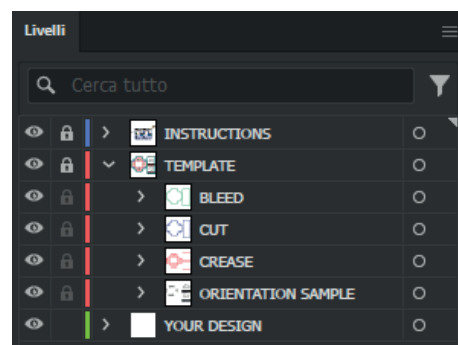 Livelli
Cerca tutto
INSTRUCTIONS
TEMPLATE
BLEED
CUT
CREASE
ORIENTATION SAMPLE
YOUR DESIGN